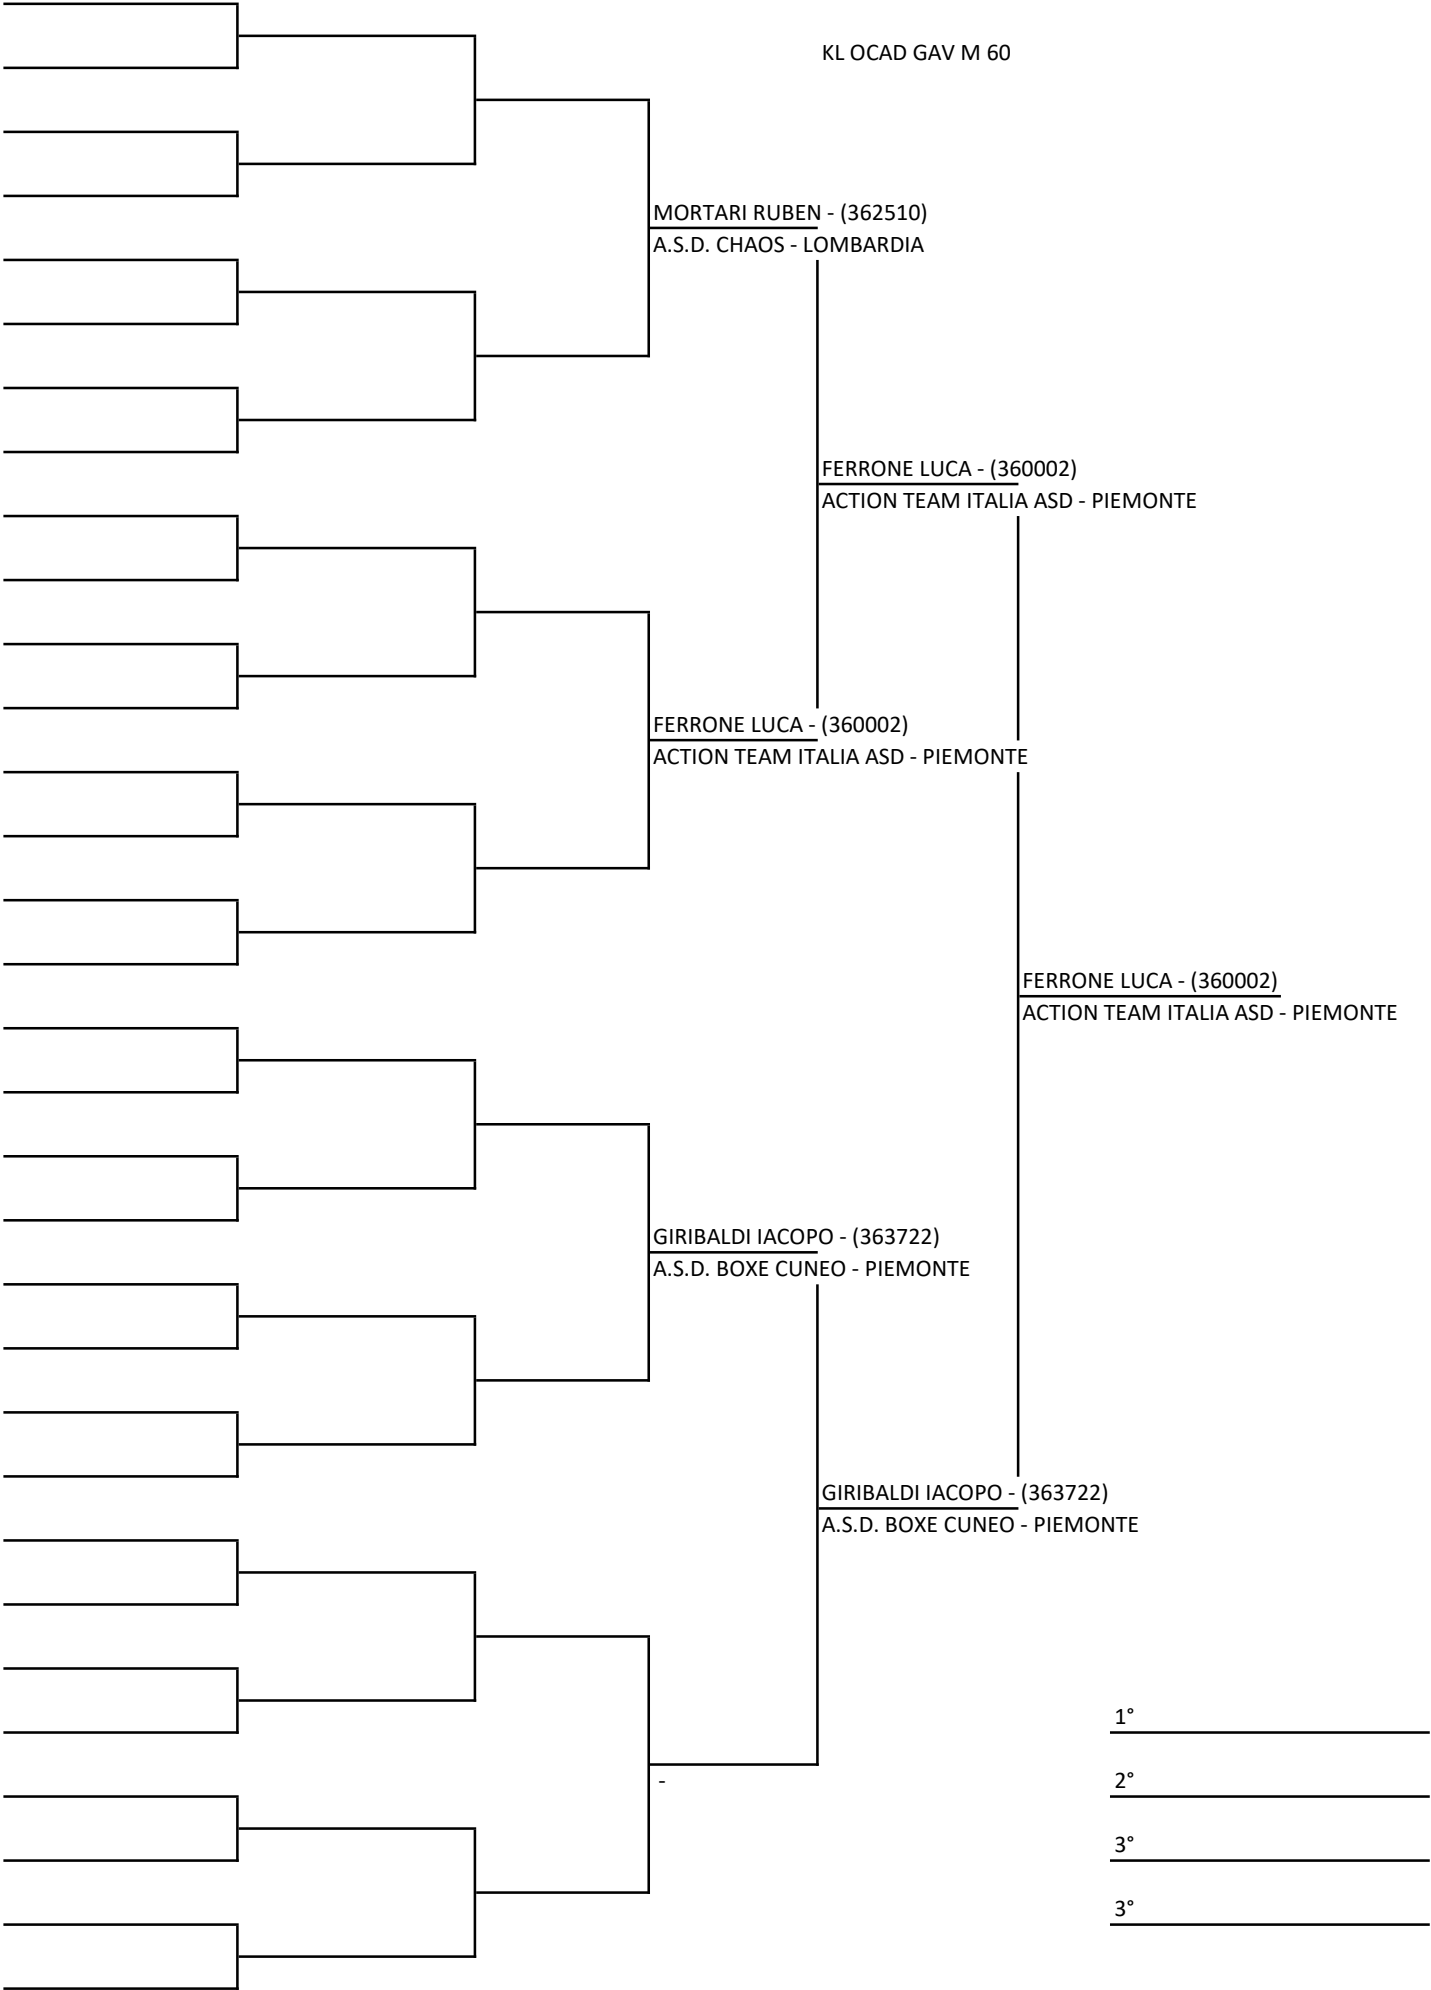 KL OCAD GAV M 60
MORTARI RUBEN - (362510)
A.S.D. CHAOS - LOMBARDIA
FERRONE LUCA - (360002)
ACTION TEAM ITALIA ASD - PIEMONTE
FERRONE LUCA - (360002)
ACTION TEAM ITALIA ASD - PIEMONTE
FERRONE LUCA - (360002)
ACTION TEAM ITALIA ASD - PIEMONTE
GIRIBALDI IACOPO - (363722)
A.S.D. BOXE CUNEO - PIEMONTE
GIRIBALDI IACOPO - (363722)
A.S.D. BOXE CUNEO - PIEMONTE
1°
-
2°
3°
3°